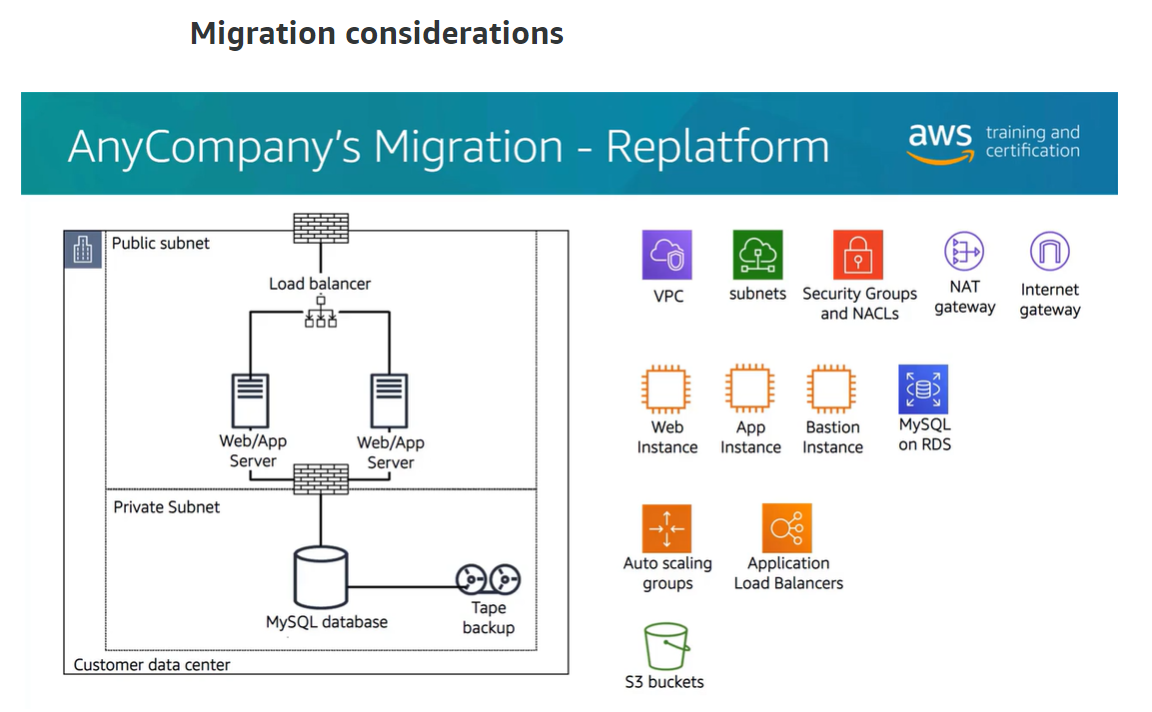 Migration considerations
AnyCompany's Migration - Replatform
aws training and
certification
Public subnet
Load balancer
Web/App
Server
Web/App
Server
Private Subnet
MySQL database
Tape
backup
Customer data center
VPC
subnets
Security Groups
and NACLs
NAT
gateway
Internet
gateway
Web
Instance
App
Instance
Bastion
Instance
MySQL
on RDS
Auto scaling
groups
Application
Load Balancers
S3 buckets